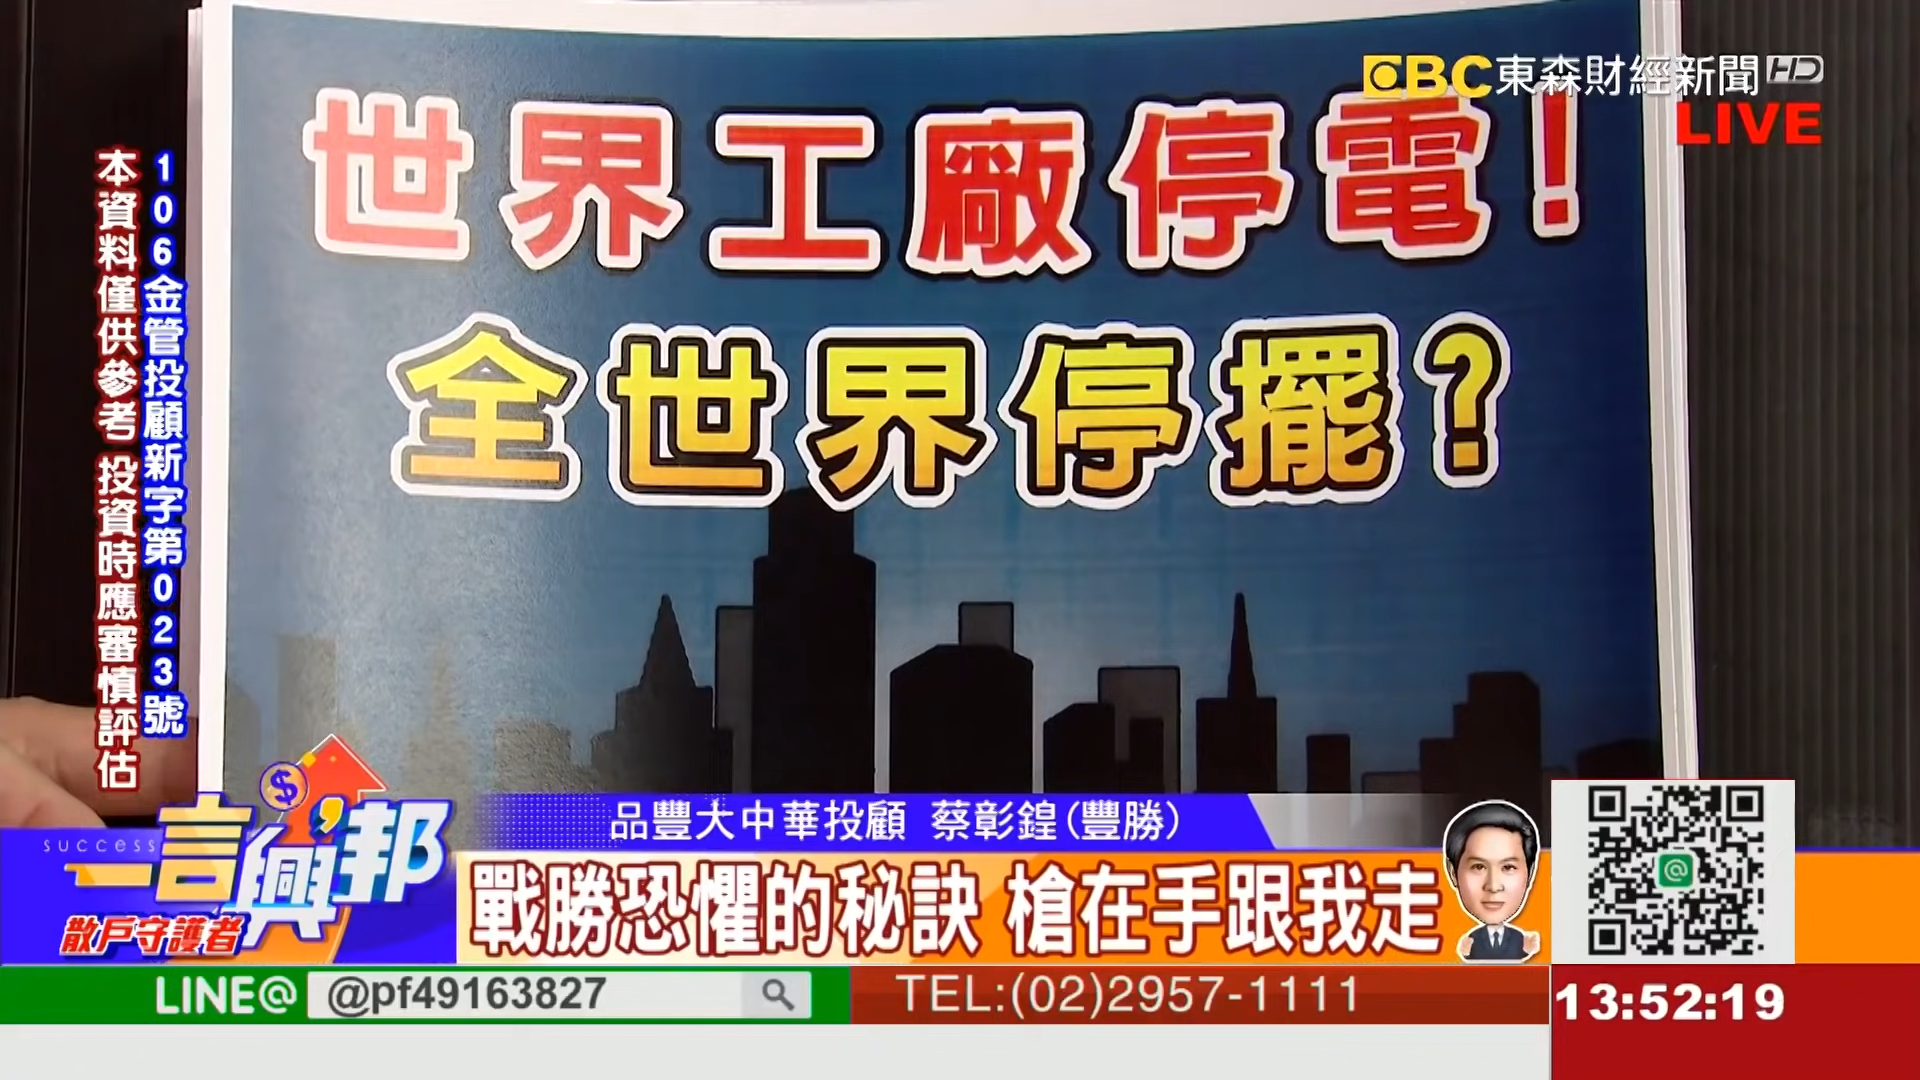 EBC 東森財經新聞 HD
LIVE
世界工廠停電!
全世界停擺?
106金管投顧新字第023號
本資料僅供參考 投資時應審慎評估
success
一言興邦
散戶守護者
品豐大中華投顧 蔡彰鍠(豐勝)
戰勝恐懼的秘訣 槍在手跟我走
LINE@ @pf49163827
TEL:(02)2957-1111
13:52:19